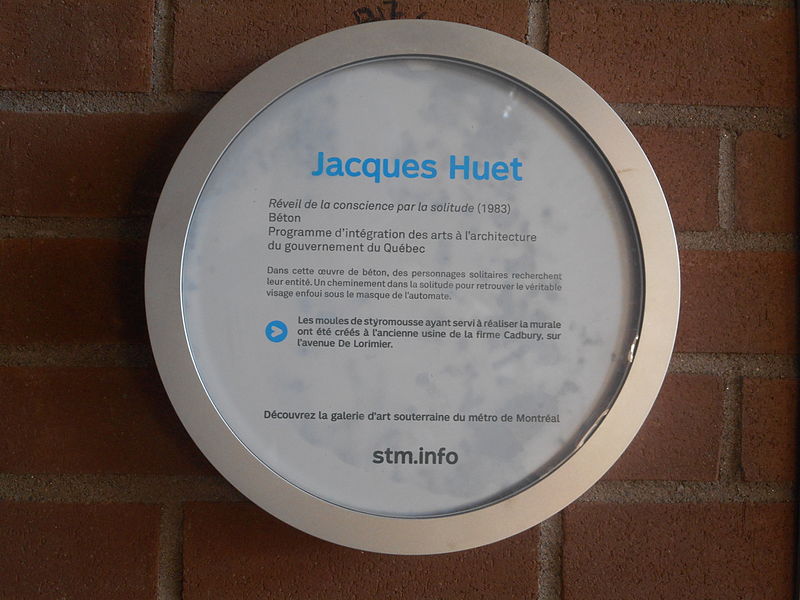 Jacques Huet
Réveil de la conscience par la solitude (1983)
Béton
Programme d'intégration des arts à l'architecture
du gouvernement du Québec
Dans cette œuvre de béton, des personnages solitaires recherchent
leur entité. Un cheminement dans la solitude pour retrouver le véritable
visage enfoui sous le masque de l'automate.
Les moules de styromousse ayant servi à réaliser la murale
ont été créés à l'ancienne usine de la firme Cadbury, sur
l'avenue De Lorimier.
Découvrez la galerie d'art souterraine du métro de Montréal
stm.info